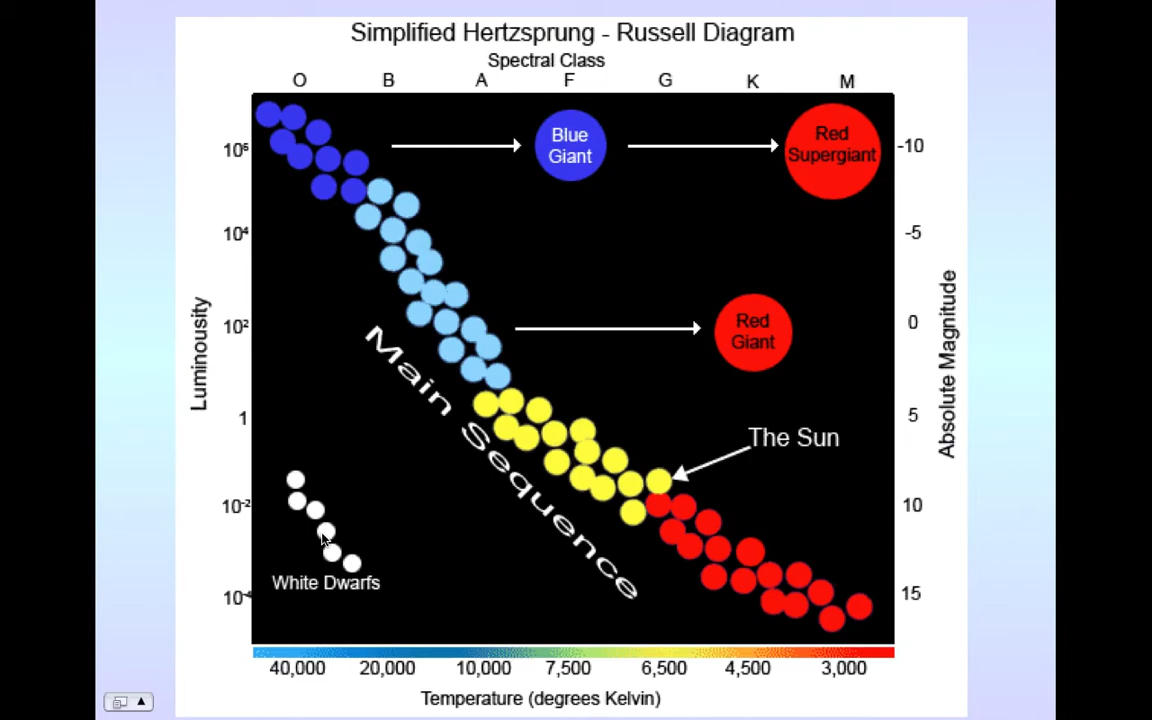 Simplified Hertzsprung - Russell Diagram
Spectral Class
O B A F G K M
Blue
Giant
Red
Supergiant
10⁶ -10
10⁴ -5
10² 0
Red
Giant
1 5
The Sun
10⁻² 10
10⁻⁴ 15
Luminousity
Absolute Magnitude
Main Sequence
White Dwarfs
40,000 20,000 10,000 7,500 6,500 4,500 3,000
Temperature (degrees Kelvin)